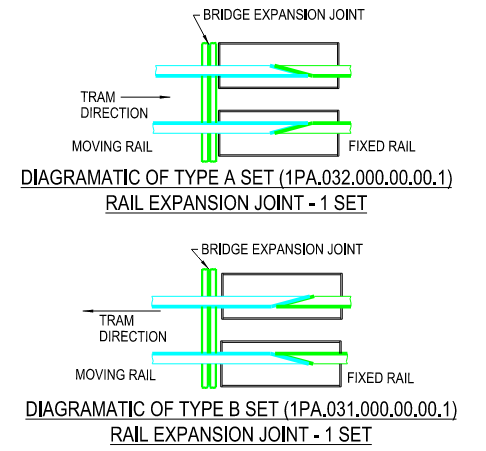 BRIDGE EXPANSION JOINT
TRAM
DIRECTION
MOVING RAIL
FIXED RAIL
DIAGRAMATIC OF TYPE A SET (1PA.032.000.00.00.1)
RAIL EXPANSION JOINT - 1 SET
BRIDGE EXPANSION JOINT
TRAM
DIRECTION
MOVING RAIL
FIXED RAIL
DIAGRAMATIC OF TYPE B SET (1PA.031.000.00.00.1)
RAIL EXPANSION JOINT - 1 SET